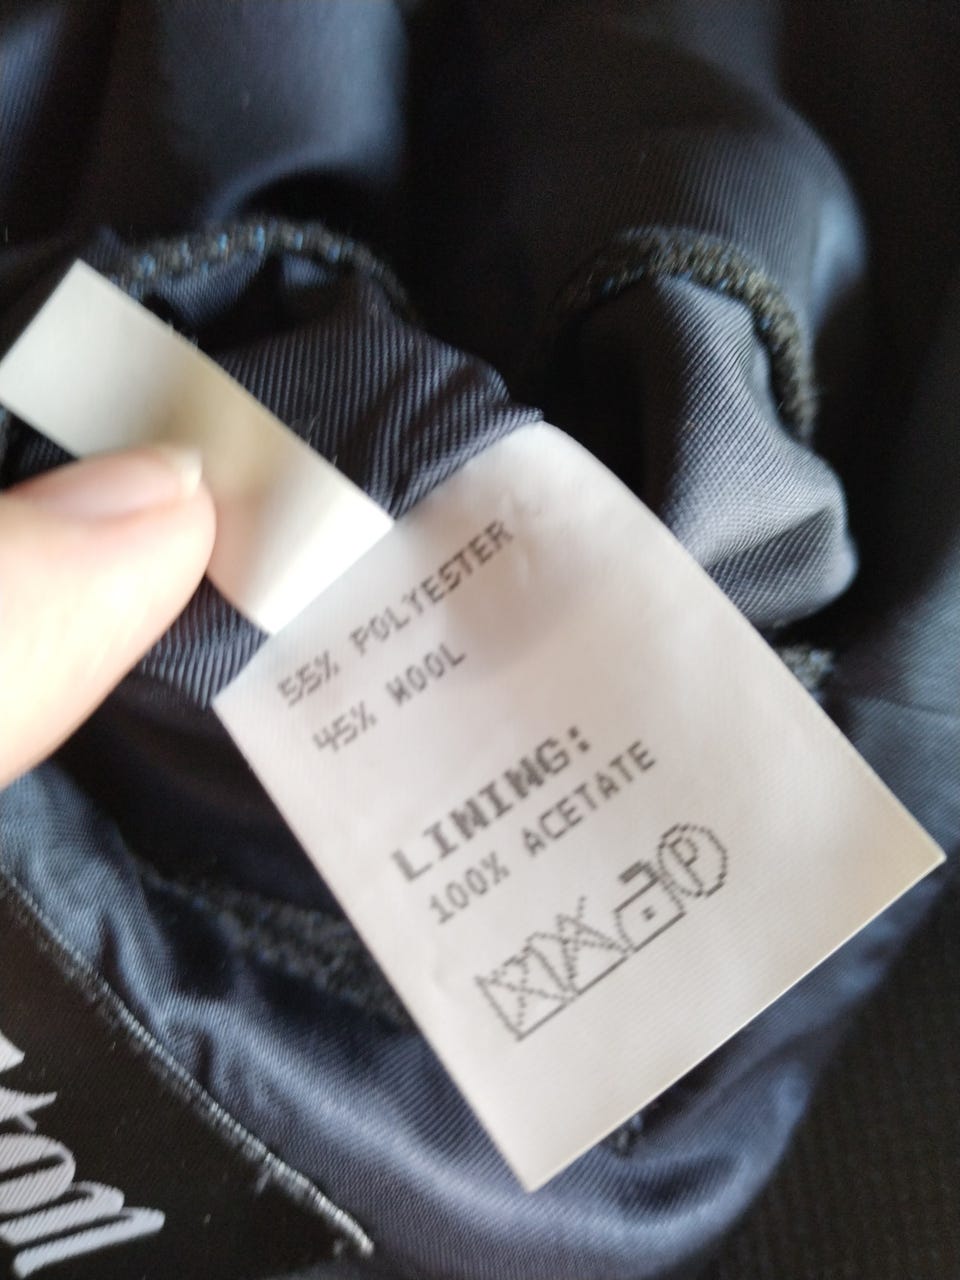 55% POLYESTER
45% WOOL
LINING:
100% ACETATE
P